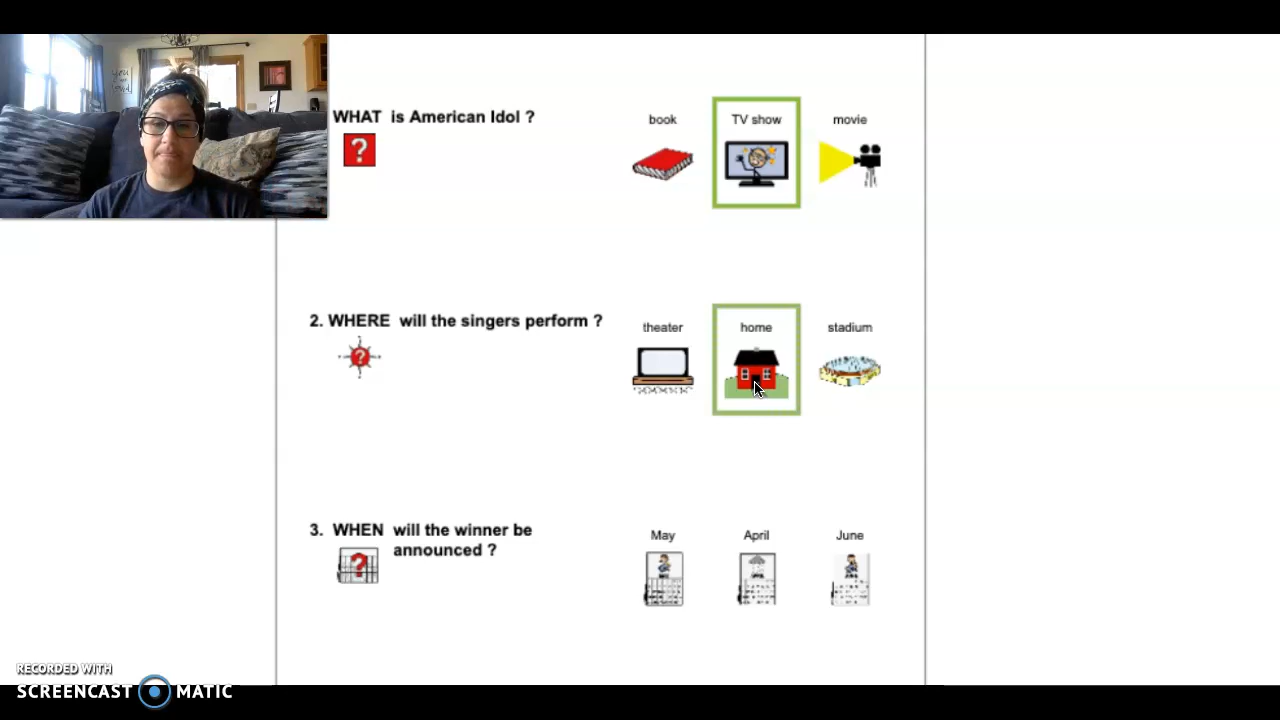 WHAT is American Idol ?
book TV show movie
2. WHERE will the singers perform ?
theater home stadium
3. WHEN will the winner be
announced ?
May April June
RECORDED WITH
SCREENCAST MATIC